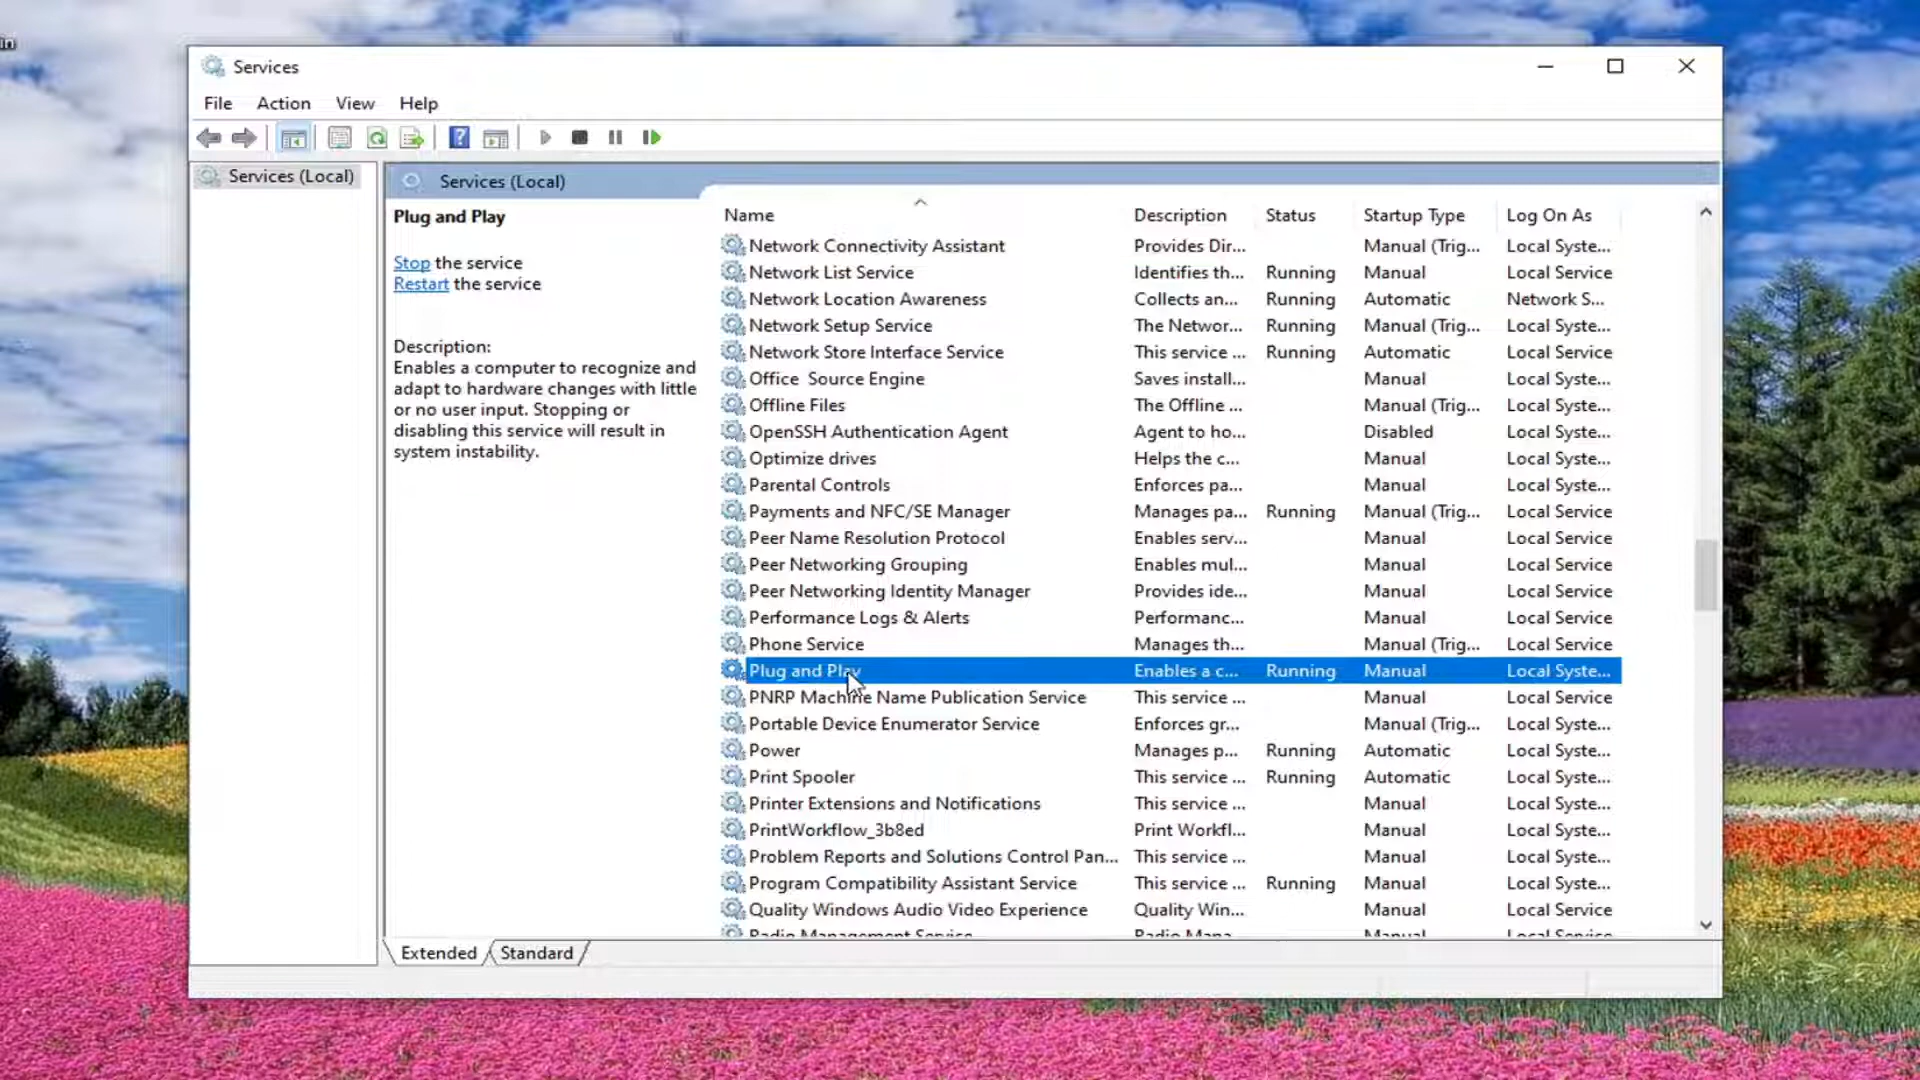 in
Services
File Action View Help
Services (Local)
Services (Local)
Plug and Play
Stop the service
Restart the service
Description:
Enables a computer to recognize and
adapt to hardware changes with little
or no user input. Stopping or
disabling this service will result in
system instability.
Name Description Status Startup Type Log On As
Network Connectivity Assistant Provides Dir... Manual (Trig... Local Syste...
Network List Service Identifies th... Running Manual Local Service
Network Location Awareness Collects an... Running Automatic Network S...
Network Setup Service The Networ... Running Manual (Trig... Local Syste...
Network Store Interface Service This service ... Running Automatic Local Service
Office  Source Engine Saves install... Manual Local Syste...
Offline Files The Offline ... Manual (Trig... Local Syste...
OpenSSH Authentication Agent Agent to ho... Disabled Local Syste...
Optimize drives Helps the c... Manual Local Syste...
Parental Controls Enforces pa... Manual Local Syste...
Payments and NFC/SE Manager Manages pa... Running Manual (Trig... Local Service
Peer Name Resolution Protocol Enables serv... Manual Local Service
Peer Networking Grouping Enables mul... Manual Local Service
Peer Networking Identity Manager Provides ide... Manual Local Service
Performance Logs & Alerts Performanc... Manual Local Service
Phone Service Manages th... Manual (Trig... Local Service
Plug and Play Enables a c... Running Manual Local Syste...
PNRP Machine Name Publication Service This service ... Manual Local Service
Portable Device Enumerator Service Enforces gr... Manual (Trig... Local Syste...
Power Manages p... Running Automatic Local Syste...
Print Spooler This service ... Running Automatic Local Syste...
Printer Extensions and Notifications This service ... Manual Local Syste...
PrintWorkflow_3b8ed Print Workfl... Manual Local Syste...
Problem Reports and Solutions Control Pan... This service ... Manual Local Syste...
Program Compatibility Assistant Service This service ... Running Manual Local Syste...
Quality Windows Audio Video Experience Quality Win... Manual Local Service
Radio Management Service Radio Mana... Manual Local Service
Extended Standard